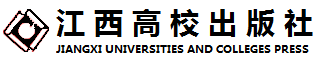 江西高校出版社
JIANGXI UNIVERSITIES AND COLLEGES PRESS